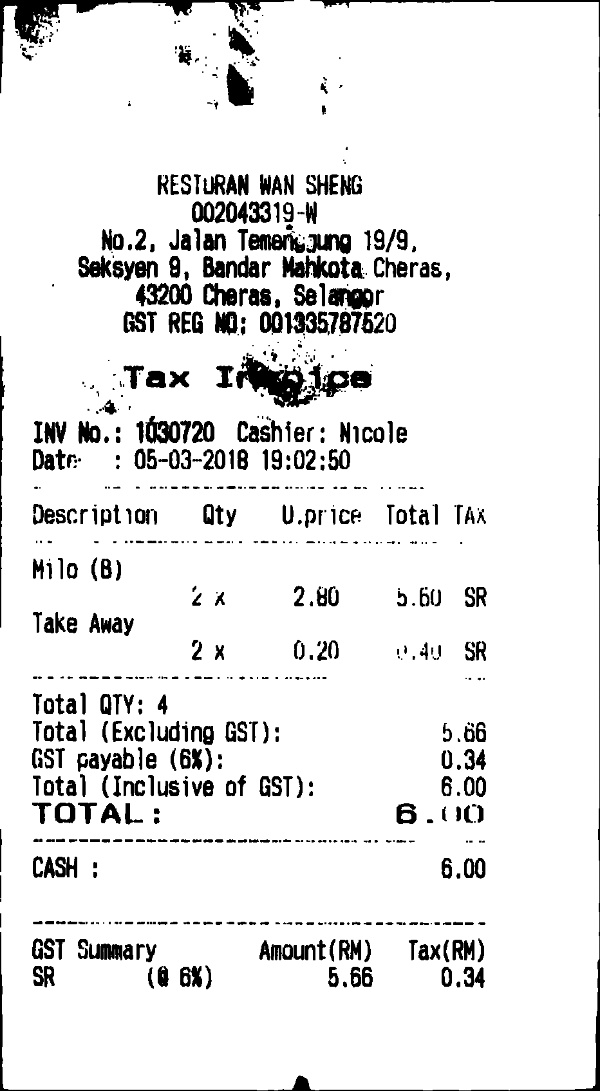 RESTURAN WAN SHENG
002043319-W
No.2, Jalan Temenggung 19/9,
Seksyen 9, Bandar Mahkota Cheras,
43200 Cheras, Selangor
GST REG NO: 001335787520
Tax Invoice
INV No.: 1030720 Cashier: Nicole
Date : 05-03-2018 19:02:50
Description Qty U.price Total TAX
Milo (B)
2 x 2.80 5.60 SR
Take Away
2 x 0.20 0.40 SR
Total QTY: 4
Total (Excluding GST): 5.66
GST payable (6%): 0.34
Total (Inclusive of GST): 6.00
TOTAL: 6.00
CASH : 6.00
GST Summary Amount(RM) Tax(RM)
SR (@ 6%) 5.66 0.34